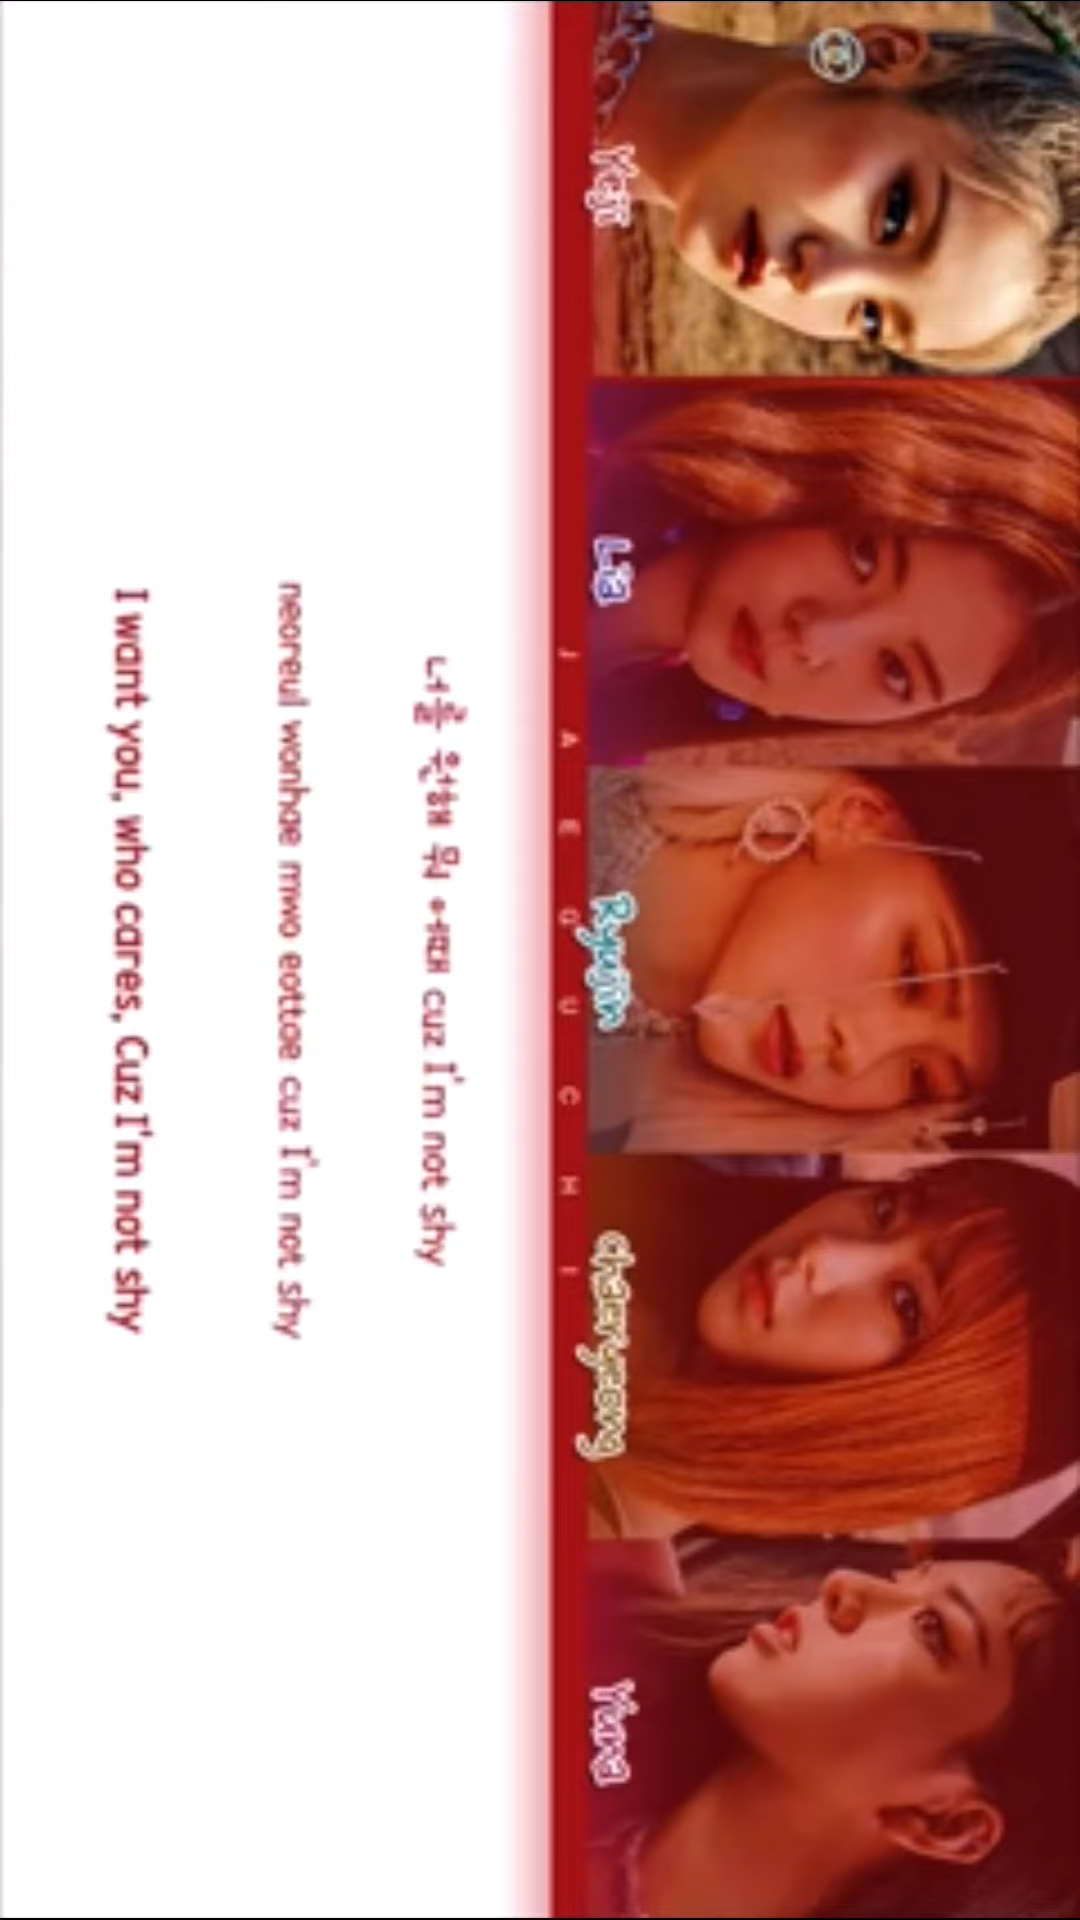 Yeji
Lia
Ryujin
chaeryeong
Yuna
J A E G U C H I
너를 원해 뭐 어때 cuz I'm not shy
neoreul wonhae mwo eottae cuz I'm not shy
I want you, who cares, Cuz I'm not shy